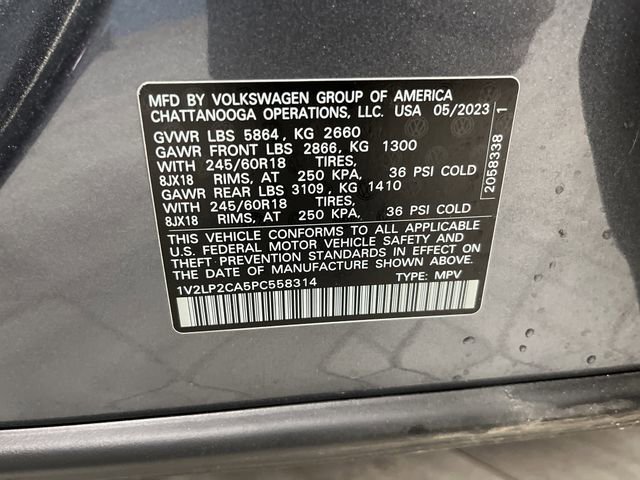 MFD BY VOLKSWAGEN GROUP OF AMERICA
CHATTANOOGA OPERATIONS, LLC. USA 05/2023
GVWR LBS 5864, KG 2660
GAWR FRONT LBS 2866, KG 1300
WITH 245/60R18 TIRES,
8JX18 RIMS, AT 250 KPA, 36 PSI COLD
GAWR REAR LBS 3109, KG 1410
WITH 245/60R18 TIRES,
8JX18 RIMS, AT 250 KPA, 36 PSI COLD
THIS VEHICLE CONFORMS TO ALL APPLICABLE
U.S. FEDERAL MOTOR VEHICLE SAFETY AND
THEFT PREVENTION STANDARDS IN EFFECT ON
THE DATE OF MANUFACTURE SHOWN ABOVE.
1V2LP2CA5PC558314 TYPE: MPV
2058338 1